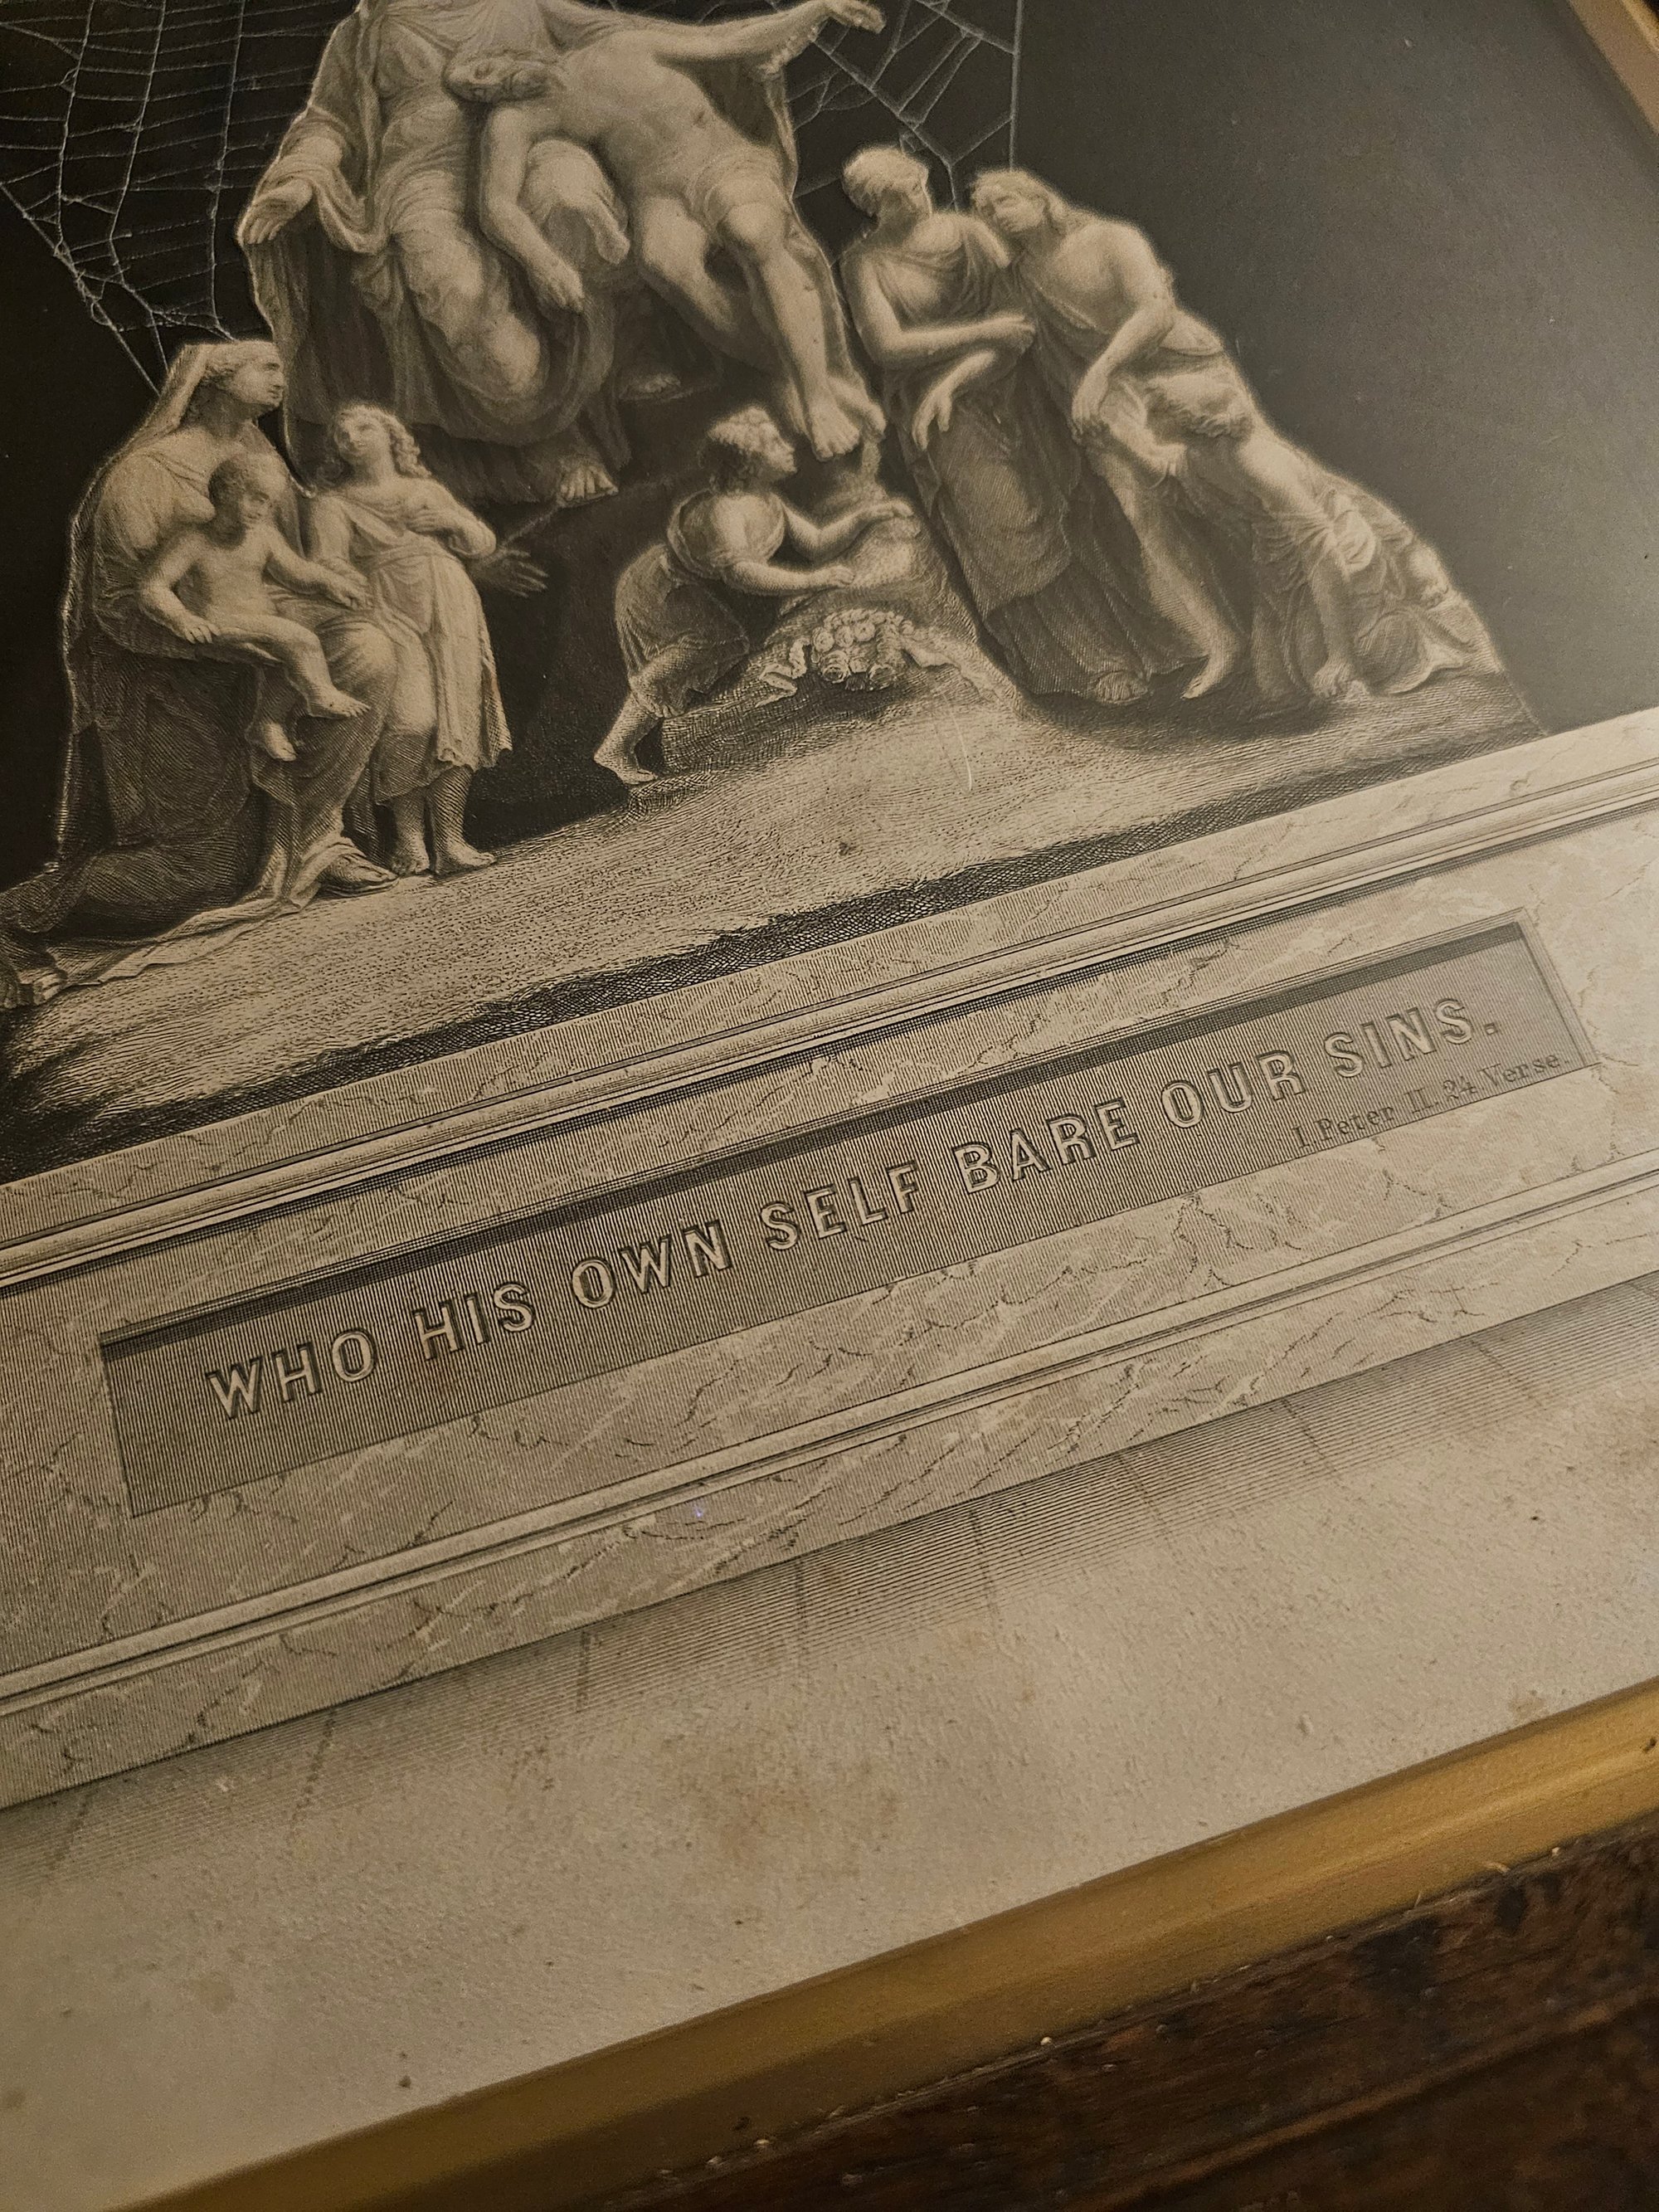 WHO HIS OWN SELF BARE OUR SINS.
I Peter II. 24 Verse.